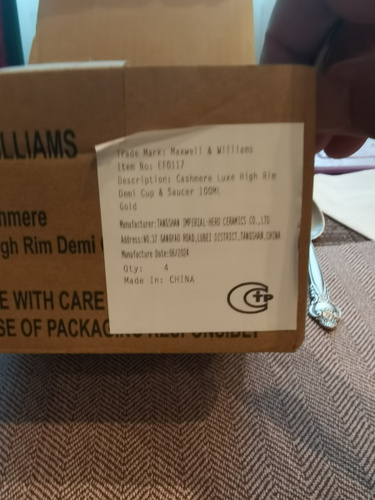 LLIAMS
Trade Mark: Maxwell & Williams
Item No: EF0117
Description: Cashmere Luxe High Rim
Demi Cup & Saucer 100ML
Gold
Manufacturer:TANGSHAN IMPERIAL-HERO CERAMICS CO.,LTD
Address:NO.37 GANGYAO ROAD,LUBEI DISTRICT,TANGSHAN,CHINA
Manufacture Date:06/2024
Qty: 4
Made In: CHINA
hmere
gh Rim Demi
E WITH CARE
SE OF PACKAGING RESPONSIBLY